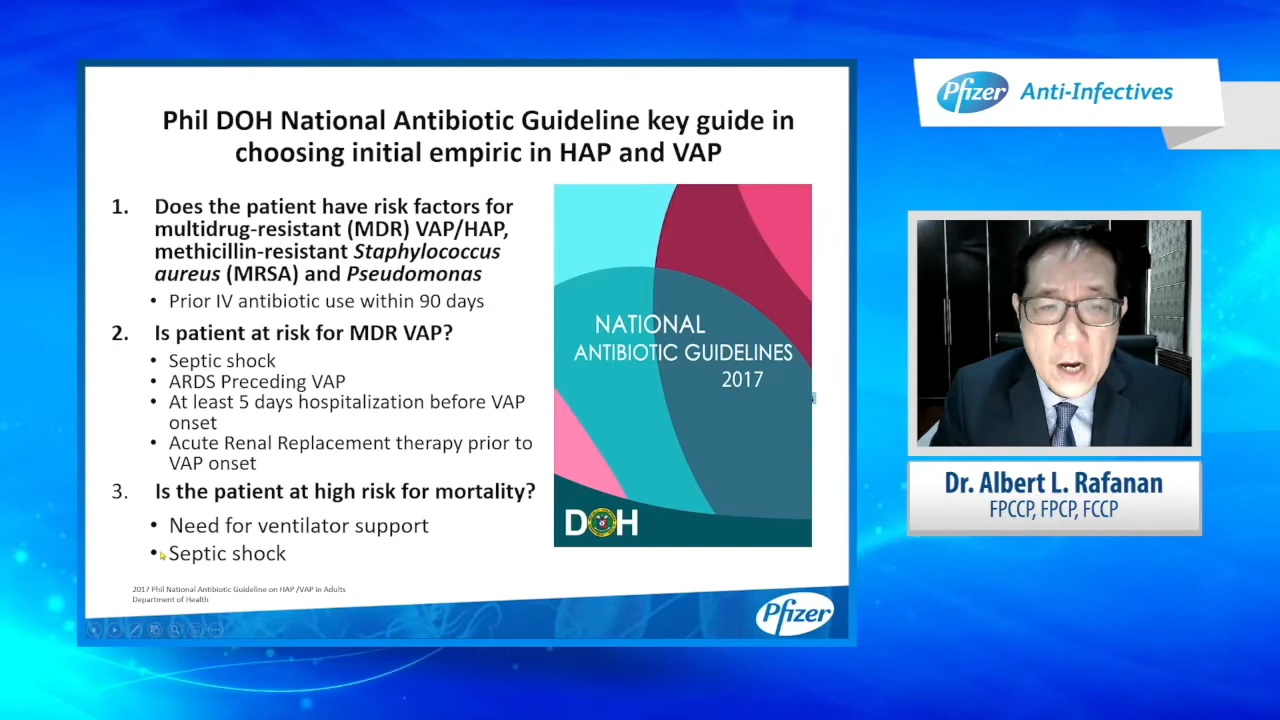 Pfizer Anti-Infectives
Phil DOH National Antibiotic Guideline key guide in
choosing initial empiric in HAP and VAP
1. Does the patient have risk factors for
multidrug-resistant (MDR) VAP/HAP,
methicillin-resistant Staphylococcus
aureus (MRSA) and Pseudomonas
• Prior IV antibiotic use within 90 days
2. Is patient at risk for MDR VAP?
• Septic shock
• ARDS Preceding VAP
• At least 5 days hospitalization before VAP
onset
• Acute Renal Replacement therapy prior to
VAP onset
3. Is the patient at high risk for mortality?
• Need for ventilator support
• Septic shock
NATIONAL
ANTIBIOTIC GUIDELINES
2017
DOH
2017 Phil National Antibiotic Guideline on HAP /VAP in Adults
Department of Health
Pfizer
Dr. Albert L. Rafanan
FPCCP, FPCP, FCCP